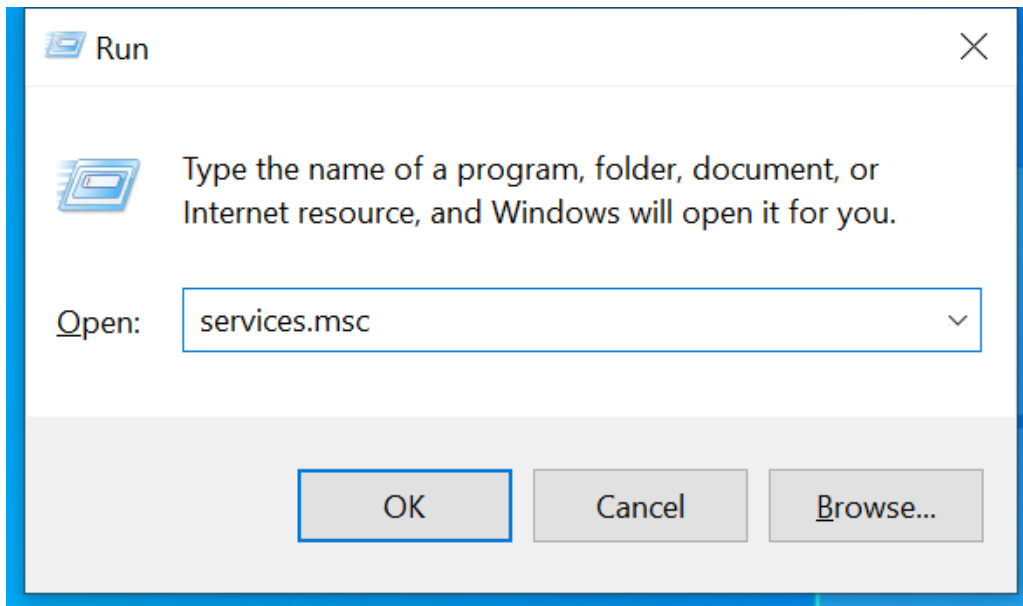 Run
Type the name of a program, folder, document, or
Internet resource, and Windows will open it for you.
Open: services.msc
OK Cancel Browse...